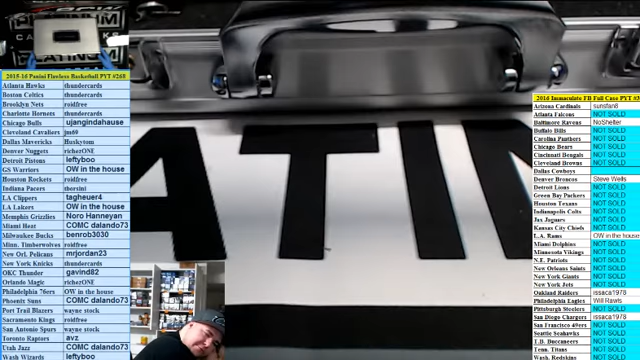 PLATINUM
PLATINUM
ATIN
2015-16 Panini Flawless Basketball PYT #268
Atlanta Hawks thundercards
Boston Celtics thundercards
Brooklyn Nets roidfree
Charlotte Hornets thundercards
Chicago Bulls ujangindahause
Cleveland Cavaliers jus69
Dallas Mavericks Huskytom
Denver Nuggets richerONE
Detroit Pistons leftyboo
GS Warriors OW in the house
Houston Rockets roidfree
Indiana Pacers thorsini
LA Clippers tagheuer4
LA Lakers OW in the house
Memphis Grizzlies Noro Hanneyan
Miami Heat COMC dalando73
Milwaukee Bucks benrob3030
Minn. Timberwolves roidfree
New Orl. Pelicans mrjordan23
New York Knicks thundercards
OKC Thunder gavind82
Orlando Magic richerONE
Philadelphia 76ers OW in the house
Phoenix Suns COMC dalando73
Port Trail Blazers wayne stock
Sacramento Kings roidfree
San Antonio Spurs wayne stock
Toronto Raptors avz
Utah Jazz COMC dalando73
Wash Wizards leftyboo
2016 Immaculate FB Full Case PYT #3
Arizona Cardinals sunsfan8
Atlanta Falcons NOT SOLD
Baltimore Ravens NoShelter
Buffalo Bills NOT SOLD
Carolina Panthers NOT SOLD
Chicago Bears NOT SOLD
Cincinnati Bengals NOT SOLD
Cleveland Browns NOT SOLD
Dallas Cowboys
Denver Broncos Steve Wells
Detroit Lions NOT SOLD
Green Bay Packers NOT SOLD
Houston Texans NOT SOLD
Indianapolis Colts NOT SOLD
Jax Jaguars NOT SOLD
Kansas City Chiefs NOT SOLD
L.A. Rams OW in the house
Miami Dolphins NOT SOLD
Minnesota Vikings NOT SOLD
N.E. Patriots NOT SOLD
New Orleans Saints NOT SOLD
New York Giants NOT SOLD
New York Jets NOT SOLD
Oakland Raiders issaca1978
Philadelphia Eagles Will Rawls
Pittsburgh Steelers NOT SOLD
San Diego Chargers issaca1978
San Francisco 49ers NOT SOLD
Seattle Seahawks NOT SOLD
T.B. Buccaneers NOT SOLD
Tenn. Titans NOT SOLD
Wash. Redskins NOT SOLD